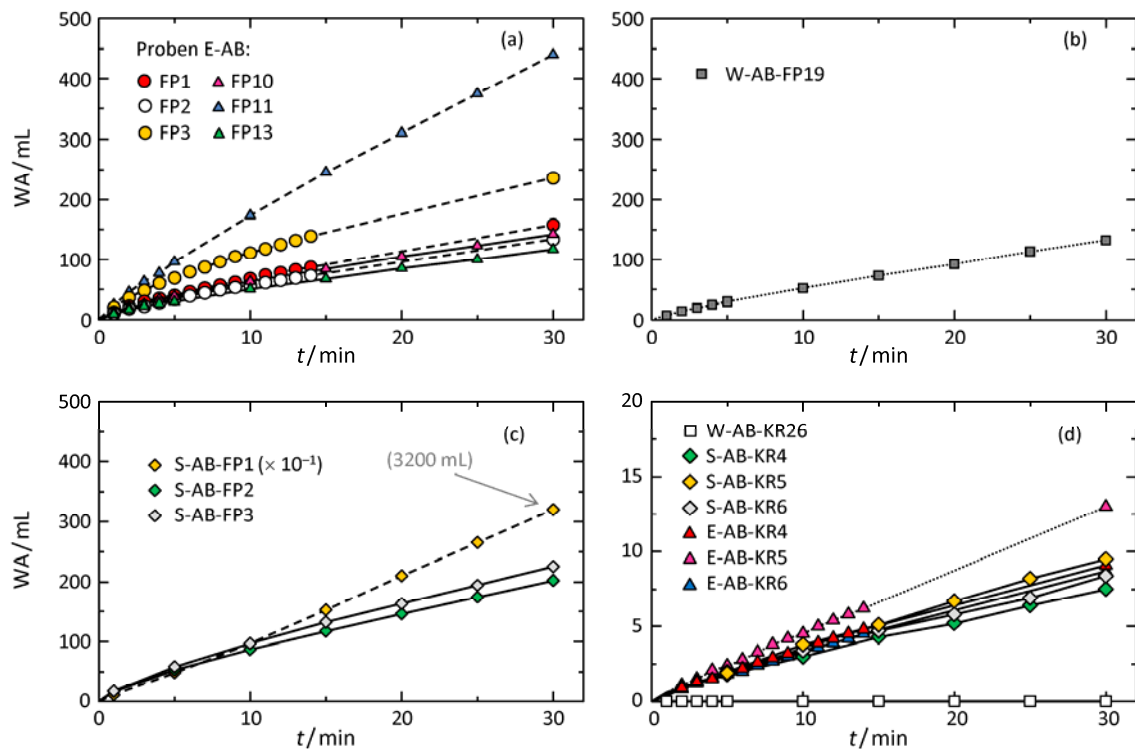 500
400
300
200
100
0
WA/mL
Proben E-AB:
(a)
FP1 FP10
FP2 FP11
FP3 FP13
0 10 20 30
t/min
500
400
300
200
100
0
(b)
W-AB-FP19
0 10 20 30
t/min
500
400
300
200
100
0
WA/mL
(c)
(3200 mL)
S-AB-FP1 (× 10⁻¹)
S-AB-FP2
S-AB-FP3
0 10 20 30
t/min
20
15
10
5
0
(d)
W-AB-KR26
S-AB-KR4
S-AB-KR5
S-AB-KR6
E-AB-KR4
E-AB-KR5
E-AB-KR6
0 10 20 30
t/min